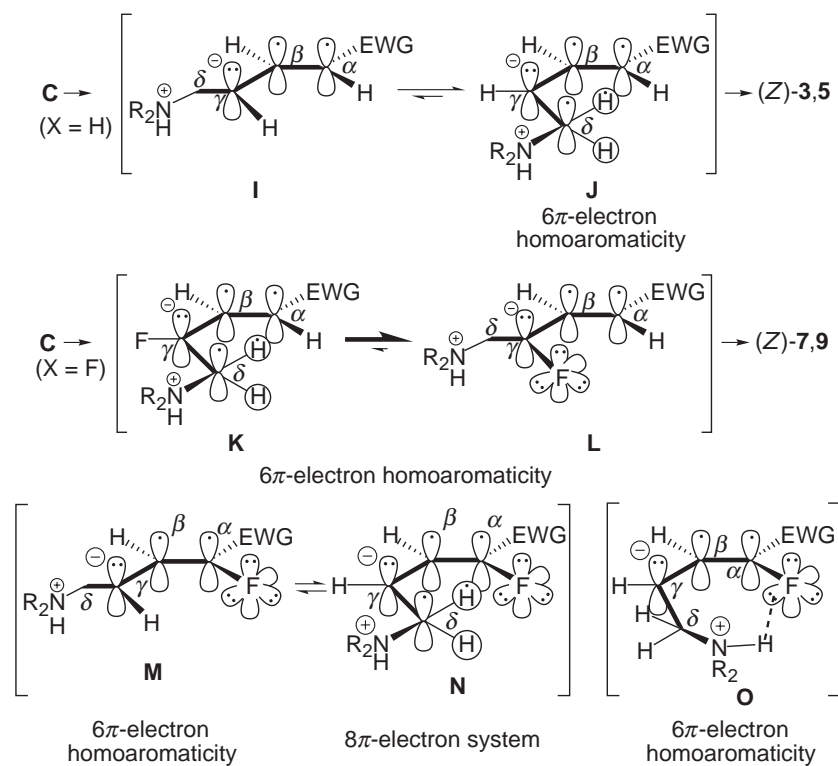 C → H − β EWG
δ γ α H
R2N + H H
(X = H)
I
H − β EWG
H γ α H
H δ
R2N + H H
J
→ (Z)-3,5
6π-electron
homoaromaticity
C → H − β EWG
F γ α H
H δ
R2N + H H
(X = F)
K
H − β EWG
δ γ α H
R2N + H F
L
→ (Z)-7,9
6π-electron homoaromaticity
H − β α EWG
R2N + H δ γ H F
M
H − β α EWG
H γ H F
δ
R2N + H H
N
H − β EWG
H γ α F
H δ
H N + H
R2
O
6π-electron
homoaromaticity
8π-electron system
6π-electron
homoaromaticity